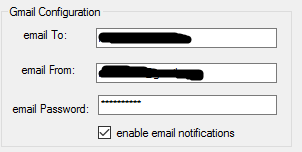 Gmail Configuration
email To:
email From:
email Password: **********
enable email notifications